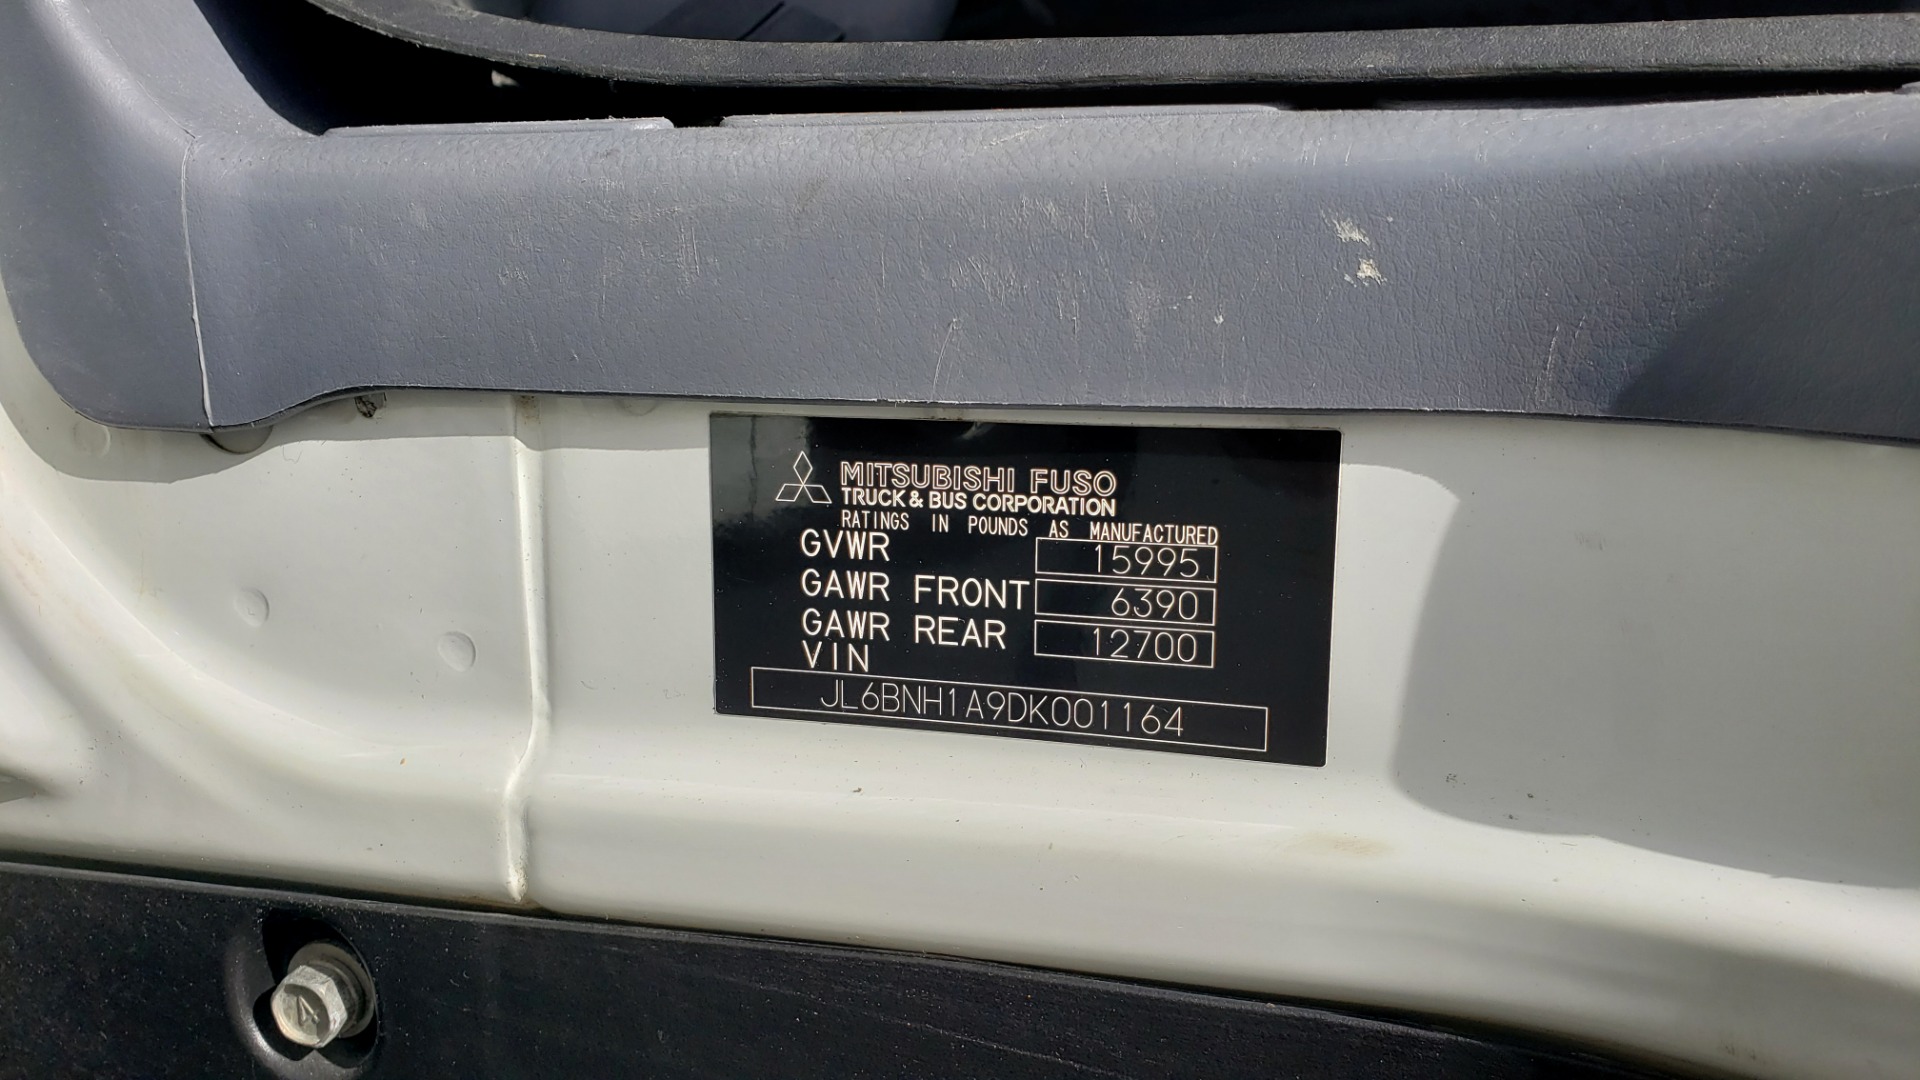 MITSUBISHI FUSO
TRUCK & BUS CORPORATION
RATINGS IN POUNDS AS MANUFACTURED
GVWR 15995
GAWR FRONT 6390
GAWR REAR 12700
VIN
JL6BNH1A9DK001164
4